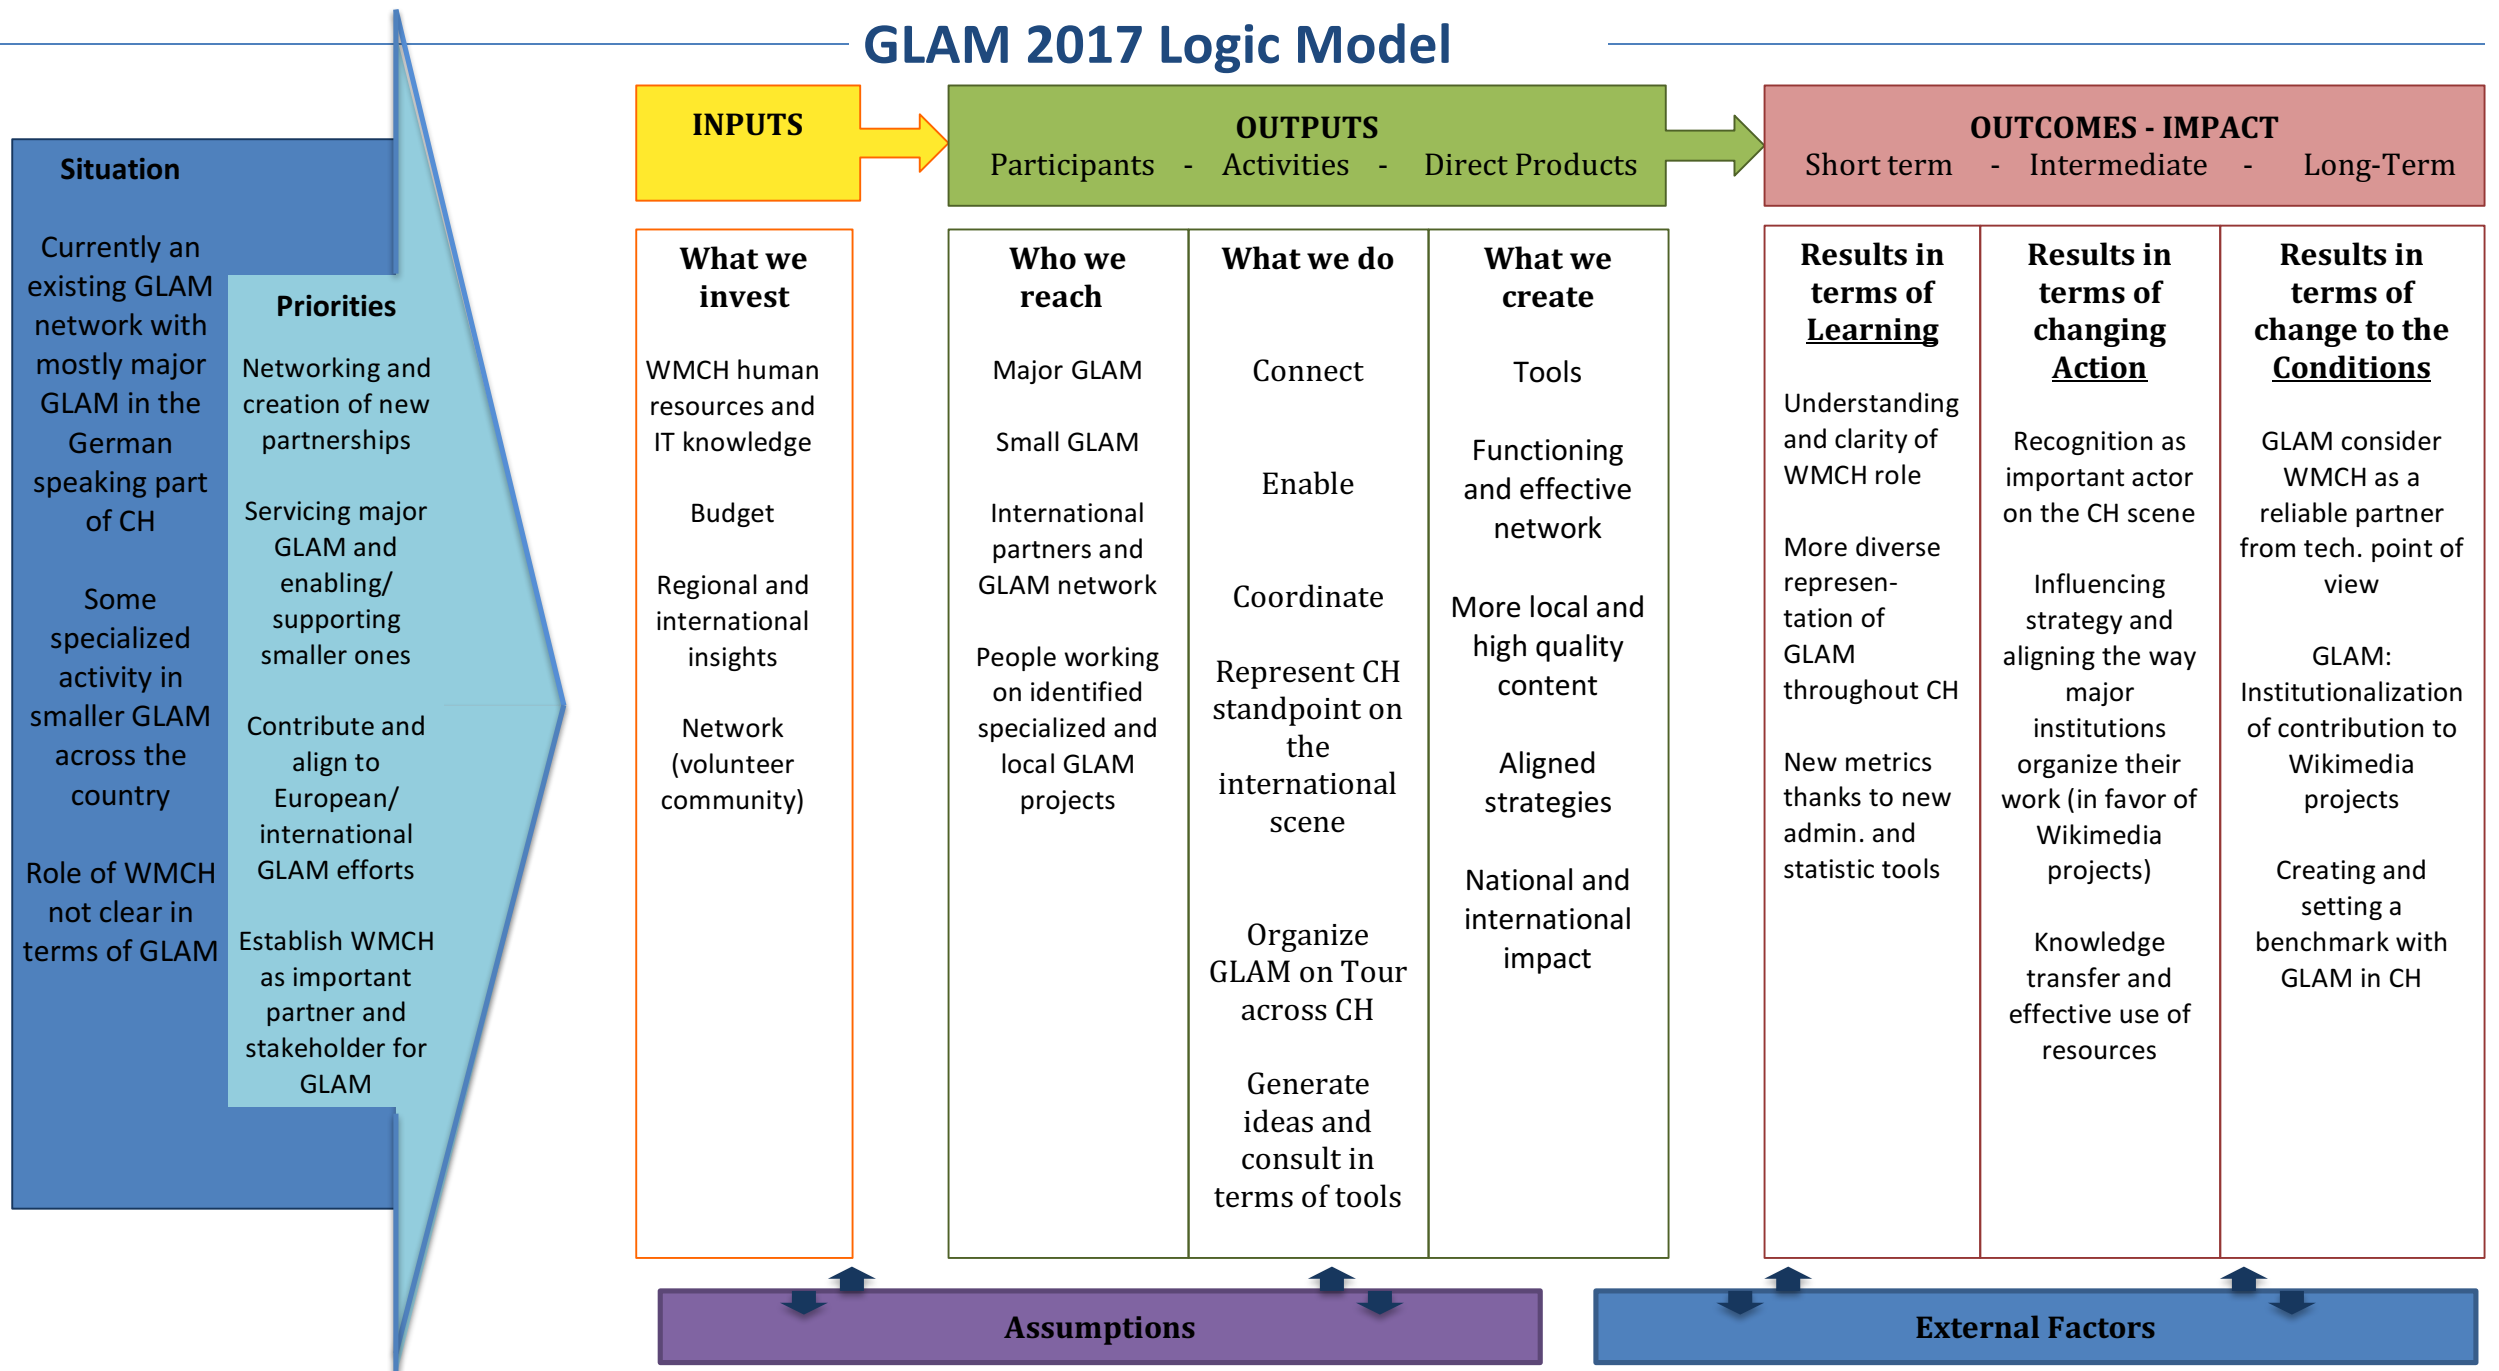 GLAM 2017 Logic Model
Situation
Currently an
existing GLAM
network with
mostly major
GLAM in the
German
speaking part
of CH
Some
specialized
activity in
smaller GLAM
across the
country
Role of WMCH
not clear in
terms of GLAM
Priorities
Networking and
creation of new
partnerships
Servicing major
GLAM and
enabling/
supporting
smaller ones
Contribute and
align to
European/
international
GLAM efforts
Establish WMCH
as important
partner and
stakeholder for
GLAM
INPUTS
What we
invest
WMCH human
resources and
IT knowledge
Budget
Regional and
international
insights
Network
(volunteer
community)
OUTPUTS
Participants - Activities - Direct Products
Who we
reach
Major GLAM
Small GLAM
International
partners and
GLAM network
People working
on identified
specialized and
local GLAM
projects
What we do
Connect
Enable
Coordinate
Represent CH
standpoint on
the
international
scene
Organize
GLAM on Tour
across CH
Generate
ideas and
consult in
terms of tools
What we
create
Tools
Functioning
and effective
network
More local and
high quality
content
Aligned
strategies
National and
international
impact
OUTCOMES - IMPACT
Short term - Intermediate - Long-Term
Results in
terms of
Learning
Understanding
and clarity of
WMCH role
More diverse
represen-
tation of
GLAM
throughout CH
New metrics
thanks to new
admin. and
statistic tools
Results in
terms of
changing
Action
Recognition as
important actor
on the CH scene
Influencing
strategy and
aligning the way
major
institutions
organize their
work (in favor of
Wikimedia
projects)
Knowledge
transfer and
effective use of
resources
Results in
terms of
change to the
Conditions
GLAM consider
WMCH as a
reliable partner
from tech. point of
view
GLAM:
Institutionalization
of contribution to
Wikimedia
projects
Creating and
setting a
benchmark with
GLAM in CH
Assumptions
External Factors